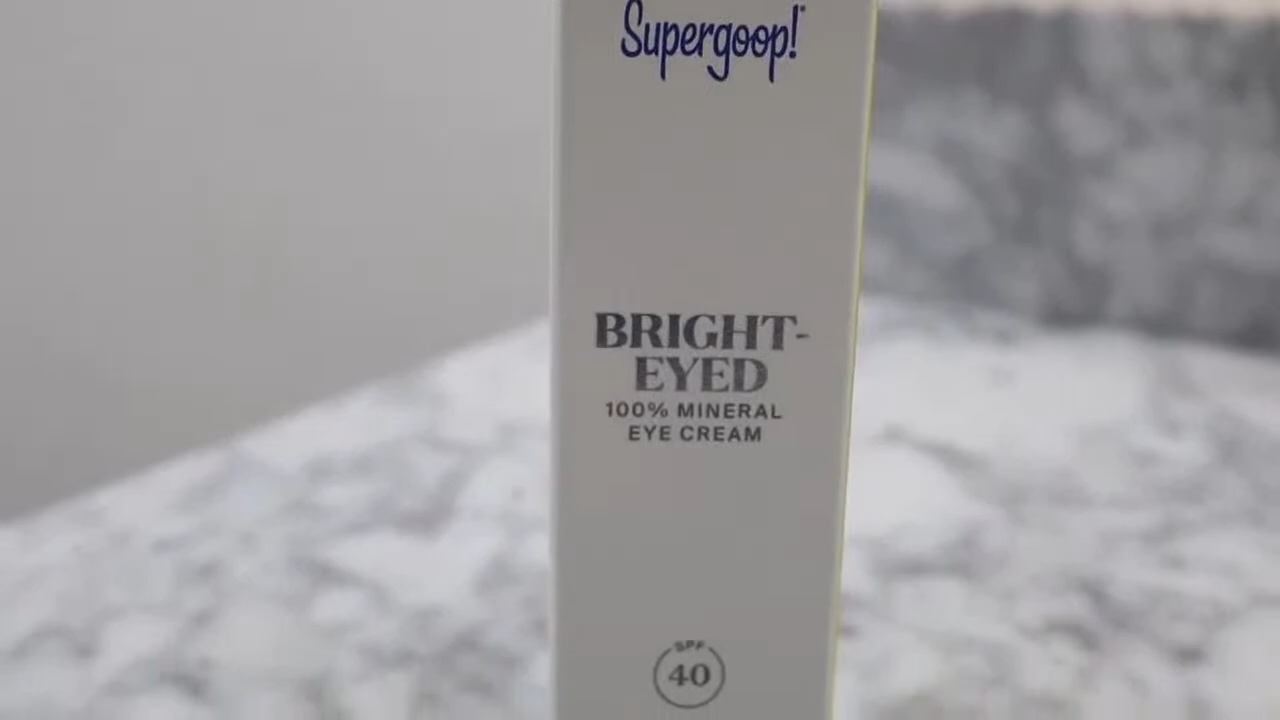 Supergoop!
BRIGHT-
EYED
100% MINERAL
EYE CREAM
SPF
40